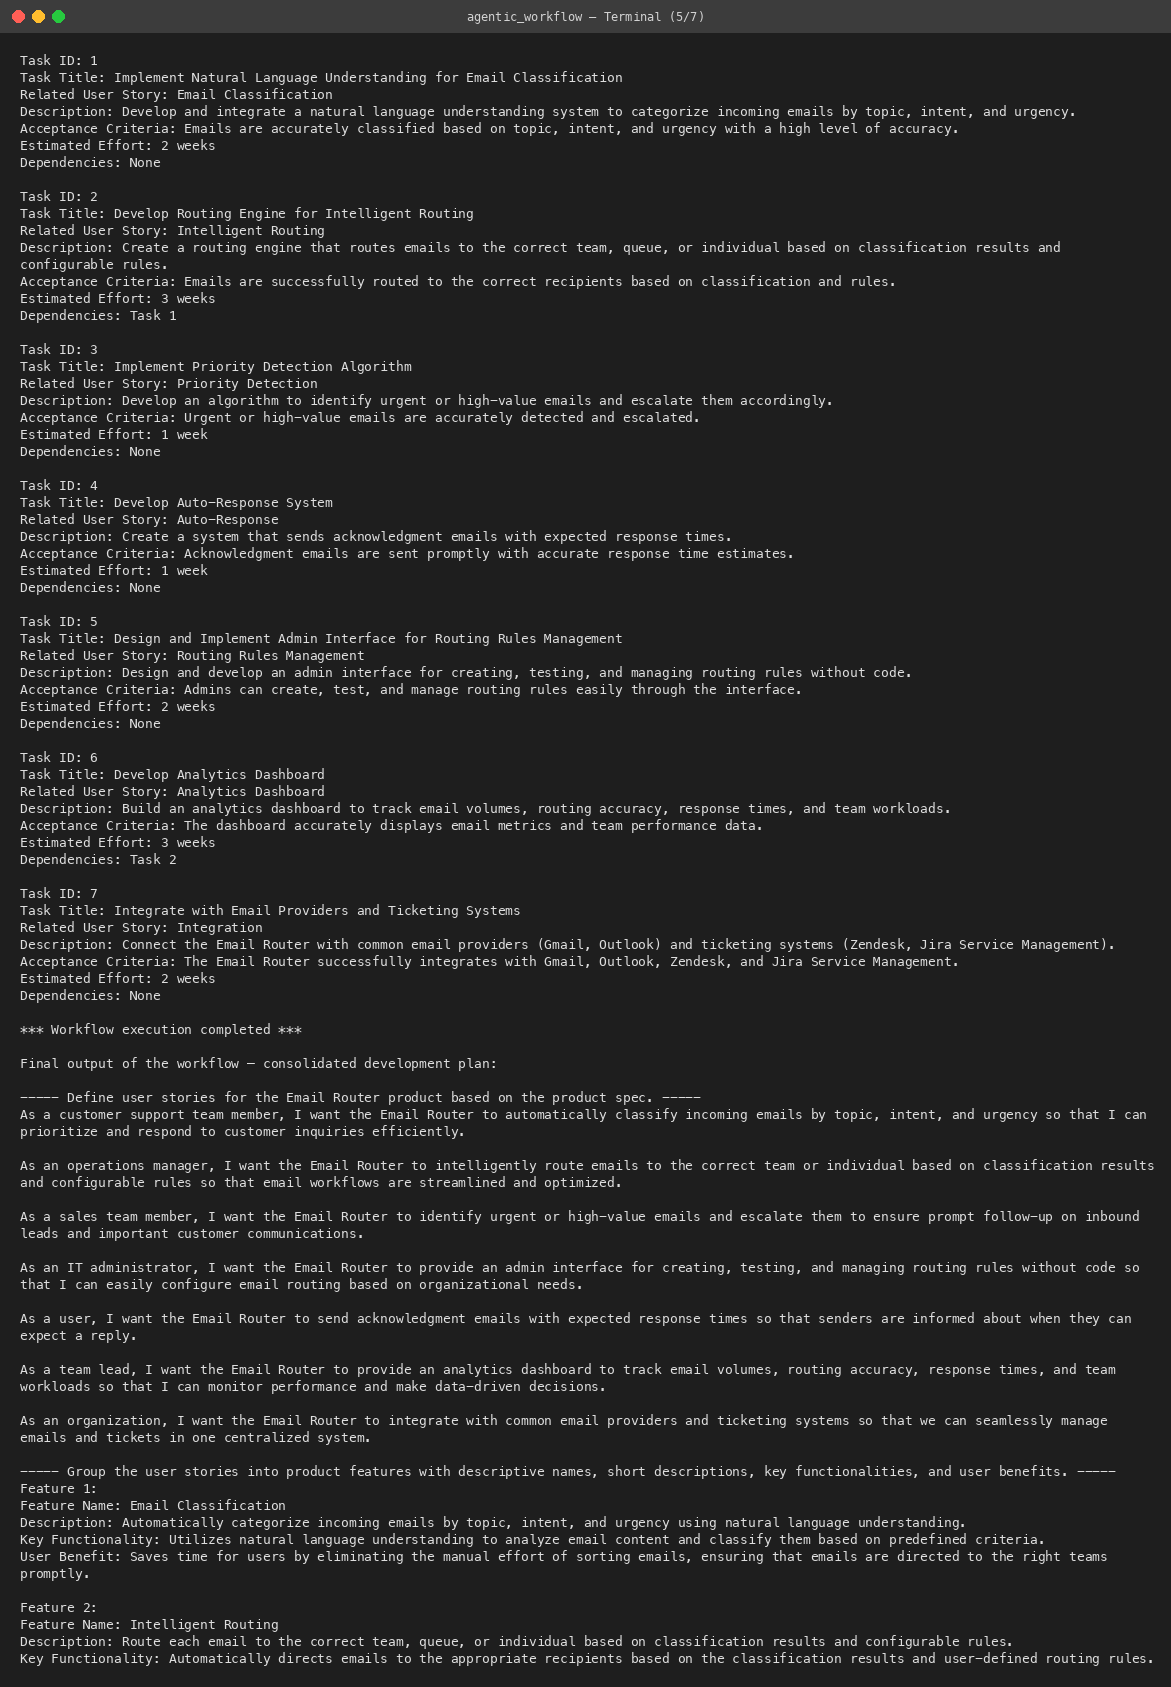 agentic_workflow — Terminal (5/7)
Task ID: 1
Task Title: Implement Natural Language Understanding for Email Classification
Related User Story: Email Classification
Description: Develop and integrate a natural language understanding system to categorize incoming emails by topic, intent, and urgency.
Acceptance Criteria: Emails are accurately classified based on topic, intent, and urgency with a high level of accuracy.
Estimated Effort: 2 weeks
Dependencies: None
Task ID: 2
Task Title: Develop Routing Engine for Intelligent Routing
Related User Story: Intelligent Routing
Description: Create a routing engine that routes emails to the correct team, queue, or individual based on classification results and
configurable rules.
Acceptance Criteria: Emails are successfully routed to the correct recipients based on classification and rules.
Estimated Effort: 3 weeks
Dependencies: Task 1
Task ID: 3
Task Title: Implement Priority Detection Algorithm
Related User Story: Priority Detection
Description: Develop an algorithm to identify urgent or high-value emails and escalate them accordingly.
Acceptance Criteria: Urgent or high-value emails are accurately detected and escalated.
Estimated Effort: 1 week
Dependencies: None
Task ID: 4
Task Title: Develop Auto-Response System
Related User Story: Auto-Response
Description: Create a system that sends acknowledgment emails with expected response times.
Acceptance Criteria: Acknowledgment emails are sent promptly with accurate response time estimates.
Estimated Effort: 1 week
Dependencies: None
Task ID: 5
Task Title: Design and Implement Admin Interface for Routing Rules Management
Related User Story: Routing Rules Management
Description: Design and develop an admin interface for creating, testing, and managing routing rules without code.
Acceptance Criteria: Admins can create, test, and manage routing rules easily through the interface.
Estimated Effort: 2 weeks
Dependencies: None
Task ID: 6
Task Title: Develop Analytics Dashboard
Related User Story: Analytics Dashboard
Description: Build an analytics dashboard to track email volumes, routing accuracy, response times, and team workloads.
Acceptance Criteria: The dashboard accurately displays email metrics and team performance data.
Estimated Effort: 3 weeks
Dependencies: Task 2
Task ID: 7
Task Title: Integrate with Email Providers and Ticketing Systems
Related User Story: Integration
Description: Connect the Email Router with common email providers (Gmail, Outlook) and ticketing systems (Zendesk, Jira Service Management).
Acceptance Criteria: The Email Router successfully integrates with Gmail, Outlook, Zendesk, and Jira Service Management.
Estimated Effort: 2 weeks
Dependencies: None
*** Workflow execution completed ***
Final output of the workflow — consolidated development plan:
----- Define user stories for the Email Router product based on the product spec. -----
As a customer support team member, I want the Email Router to automatically classify incoming emails by topic, intent, and urgency so that I can
prioritize and respond to customer inquiries efficiently.
As an operations manager, I want the Email Router to intelligently route emails to the correct team or individual based on classification results
and configurable rules so that email workflows are streamlined and optimized.
As a sales team member, I want the Email Router to identify urgent or high-value emails and escalate them to ensure prompt follow-up on inbound
leads and important customer communications.
As an IT administrator, I want the Email Router to provide an admin interface for creating, testing, and managing routing rules without code so
that I can easily configure email routing based on organizational needs.
As a user, I want the Email Router to send acknowledgment emails with expected response times so that senders are informed about when they can
expect a reply.
As a team lead, I want the Email Router to provide an analytics dashboard to track email volumes, routing accuracy, response times, and team
workloads so that I can monitor performance and make data-driven decisions.
As an organization, I want the Email Router to integrate with common email providers and ticketing systems so that we can seamlessly manage
emails and tickets in one centralized system.
----- Group the user stories into product features with descriptive names, short descriptions, key functionalities, and user benefits. -----
Feature 1:
Feature Name: Email Classification
Description: Automatically categorize incoming emails by topic, intent, and urgency using natural language understanding.
Key Functionality: Utilizes natural language understanding to analyze email content and classify them based on predefined criteria.
User Benefit: Saves time for users by eliminating the manual effort of sorting emails, ensuring that emails are directed to the right teams
promptly.
Feature 2:
Feature Name: Intelligent Routing
Description: Route each email to the correct team, queue, or individual based on classification results and configurable rules.
Key Functionality: Automatically directs emails to the appropriate recipients based on the classification results and user-defined routing rules.